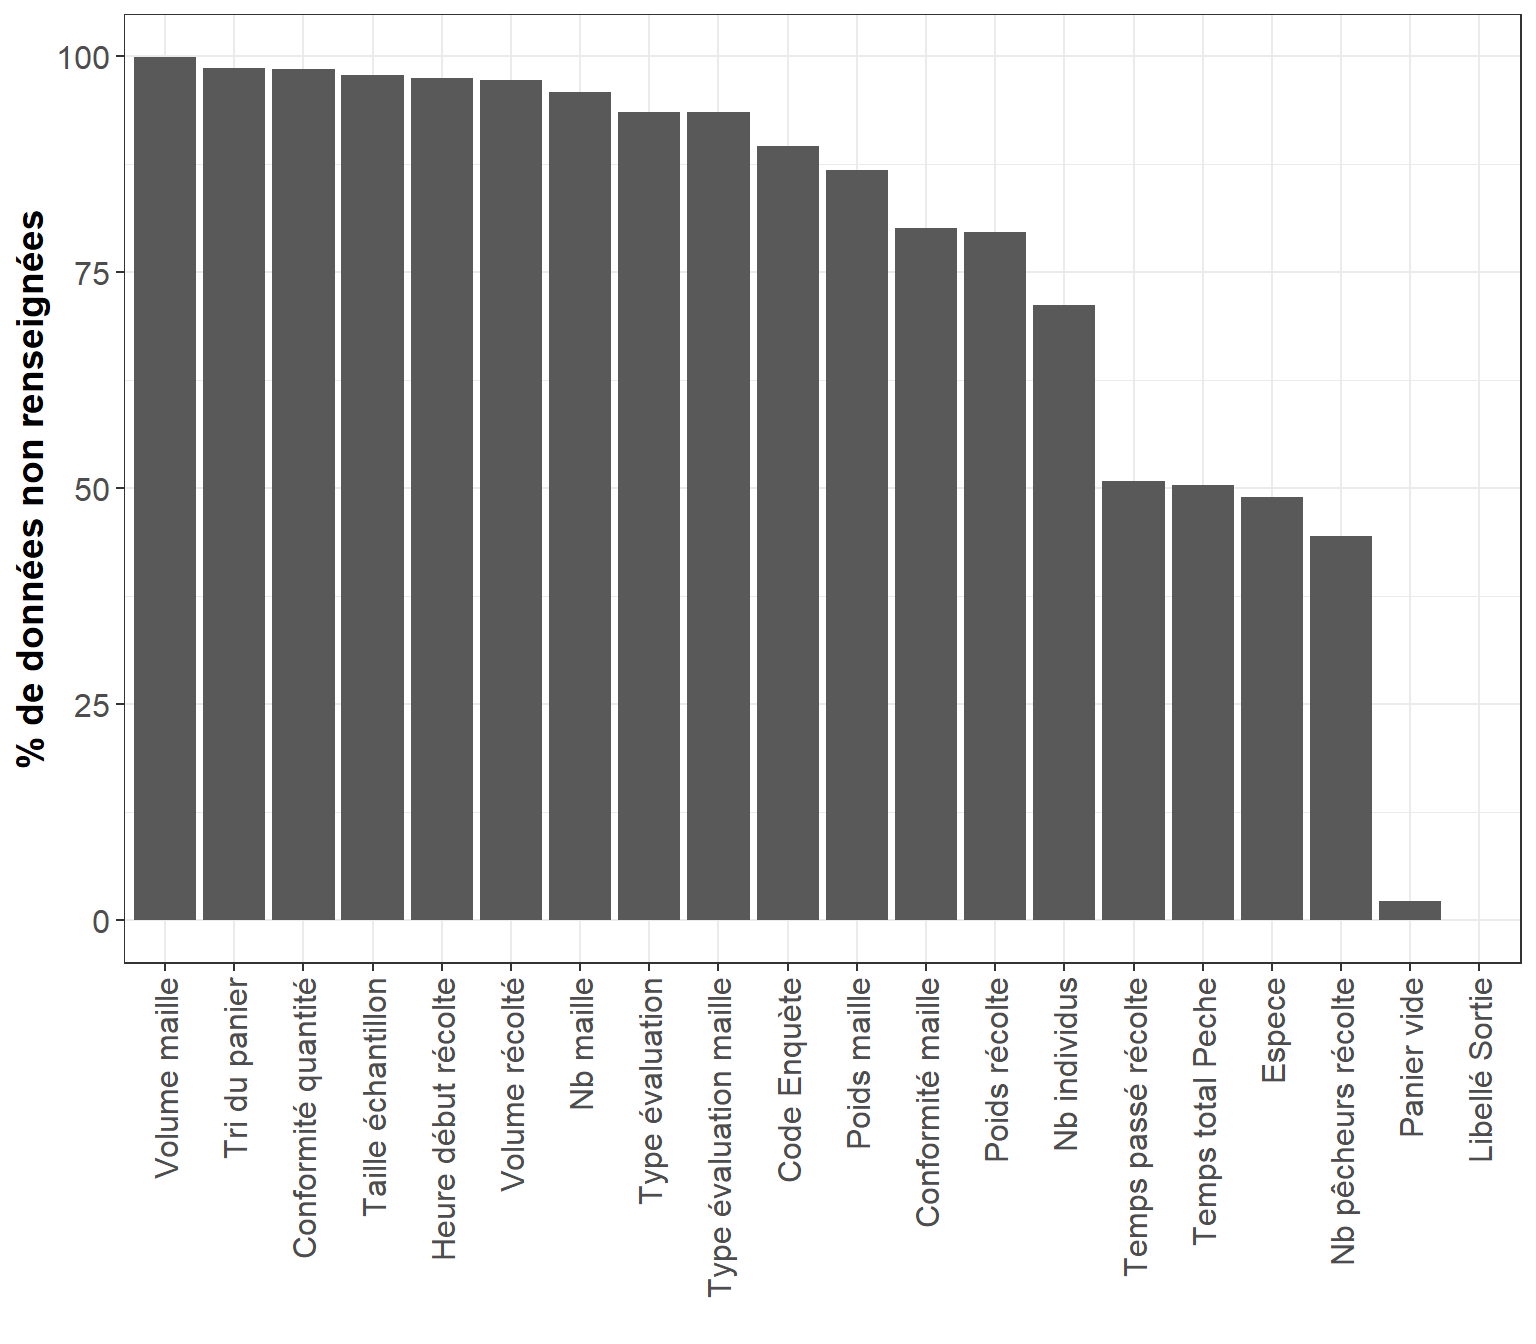 % de données non renseignées
100
75
50
25
0
Volume maille
Tri du panier
Conformité quantité
Taille échantillon
Heure début récolte
Volume récolté
Nb maille
Type évaluation
Type évaluation maille
Code Enquète
Poids maille
Conformité maille
Poids récolte
Nb individus
Temps passé récolte
Temps total Peche
Espece
Nb pêcheurs récolte
Panier vide
Libellé Sortie